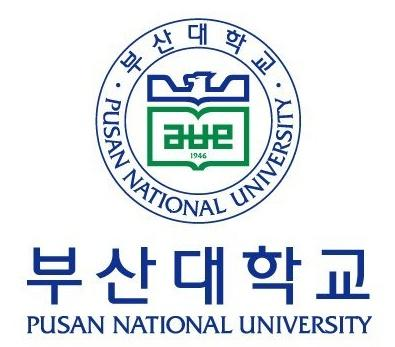 · 부산대학교 ·
PUSAN NATIONAL UNIVERSITY
1946
부산대학교
PUSAN NATIONAL UNIVERSITY